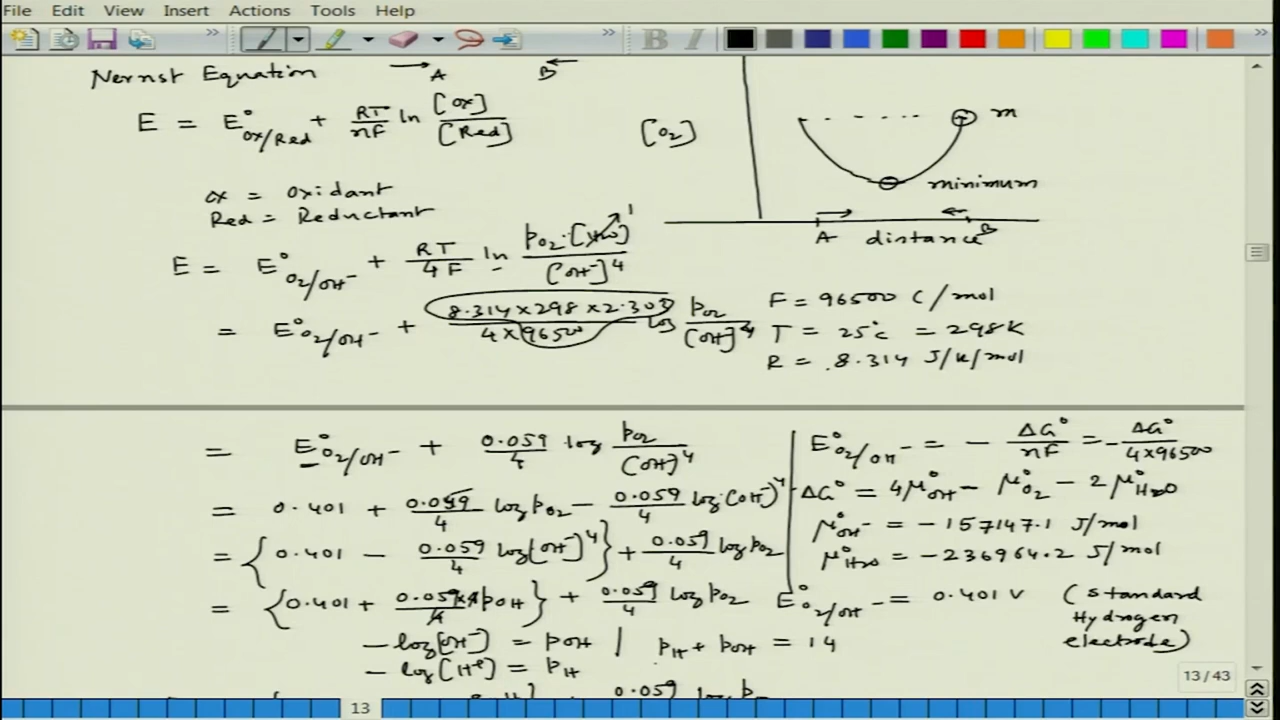 File Edit View Insert Actions Tools Help
Nernst Equation
A B
E = E°ox/Red + RT/nF ln [ox]/[Red]
[O2]
m
minimum
A distance B
ox = Oxidant
Red = Reductant
E = E°O2/OH- + RT/4F ln pO2·[H2O]/[OH-]^4
1
= E°O2/OH- + 8.314×298×2.303/4×96500 log pO2/[OH-]^4
F = 96500 C/mol
T = 25°C = 298K
R = 8.314 J/K/mol
= E°O2/OH- + 0.059/4 log pO2/[OH-]^4
= 0.401 + 0.059/4 log pO2 - 0.059/4 log[OH-]^4
= {0.401 - 0.059/4 log[OH-]^4} + 0.059/4 log pO2
= {0.401 + 0.059×4/4 pOH} + 0.059/4 log pO2
- log[OH-] = pOH | pH + pOH = 14
- log[H+] = pH
0.059 log p
E°O2/OH- = - ΔG°/nF = - ΔG°/4×96500
ΔG° = 4μ°OH- - μ°O2 - 2μ°H2O
μ°OH- = -157147.1 J/mol
μ°H2O = -236964.2 J/mol
E°O2/OH- = 0.401 V (standard Hydrogen electrode)
13/43
13